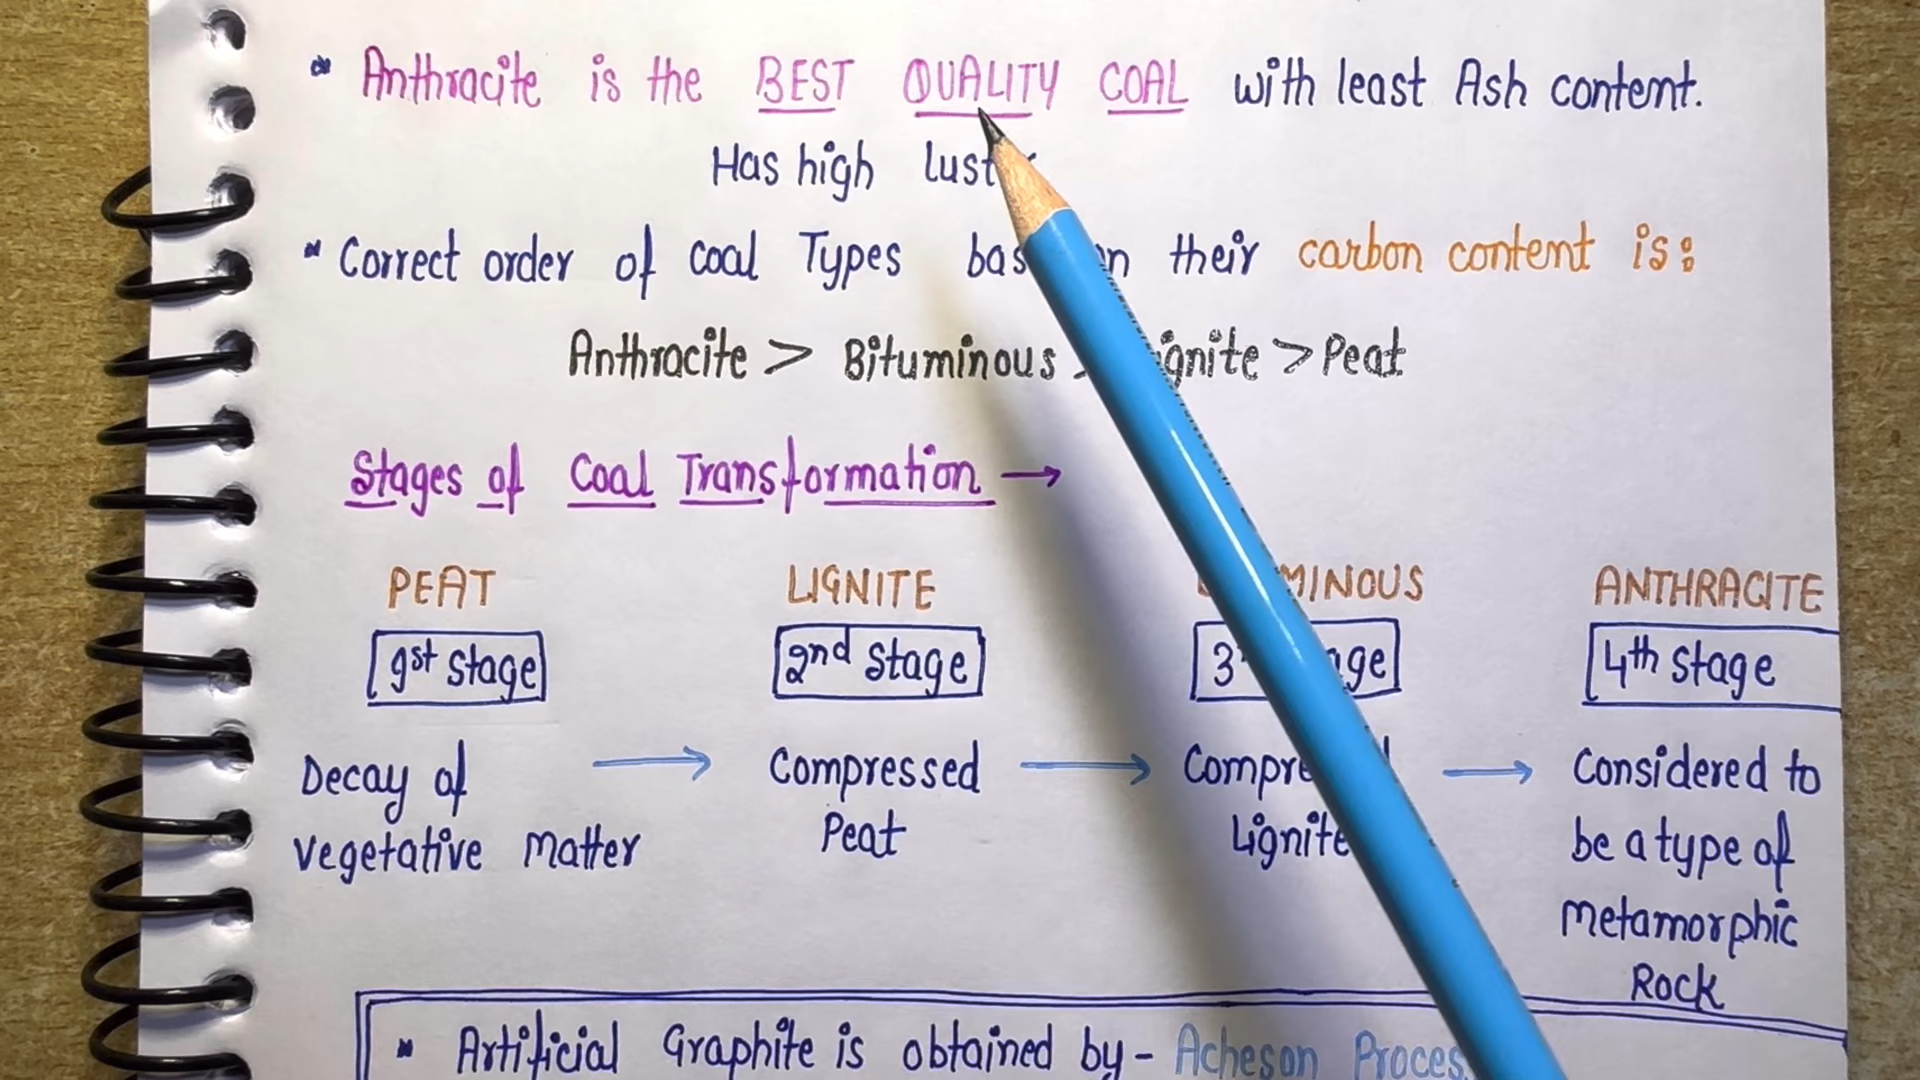 Anthracite is the BEST QUALITY COAL with least Ash content.
Has high
Correct order of coal Types their carbon content is:
Anthracite > Bituminous > Peat
Stages of Coal Transformation →
PEAT LIGNITE ANTHRACITE
1st stage 2nd stage 4th stage
Decay of → Compressed → → Considered to
Vegetative Matter Peat Lignite be a type of
Metamorphic
Rock
Artificial Graphite is obtained by - Acheson